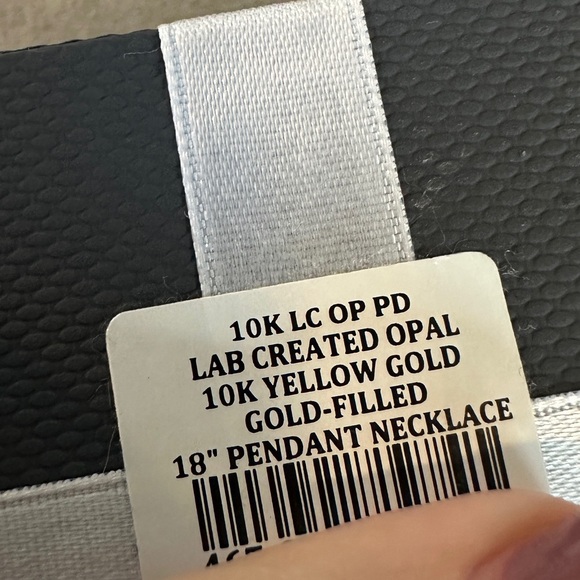 10K LC OP PD
LAB CREATED OPAL
10K YELLOW GOLD
GOLD-FILLED
18" PENDANT NECKLACE